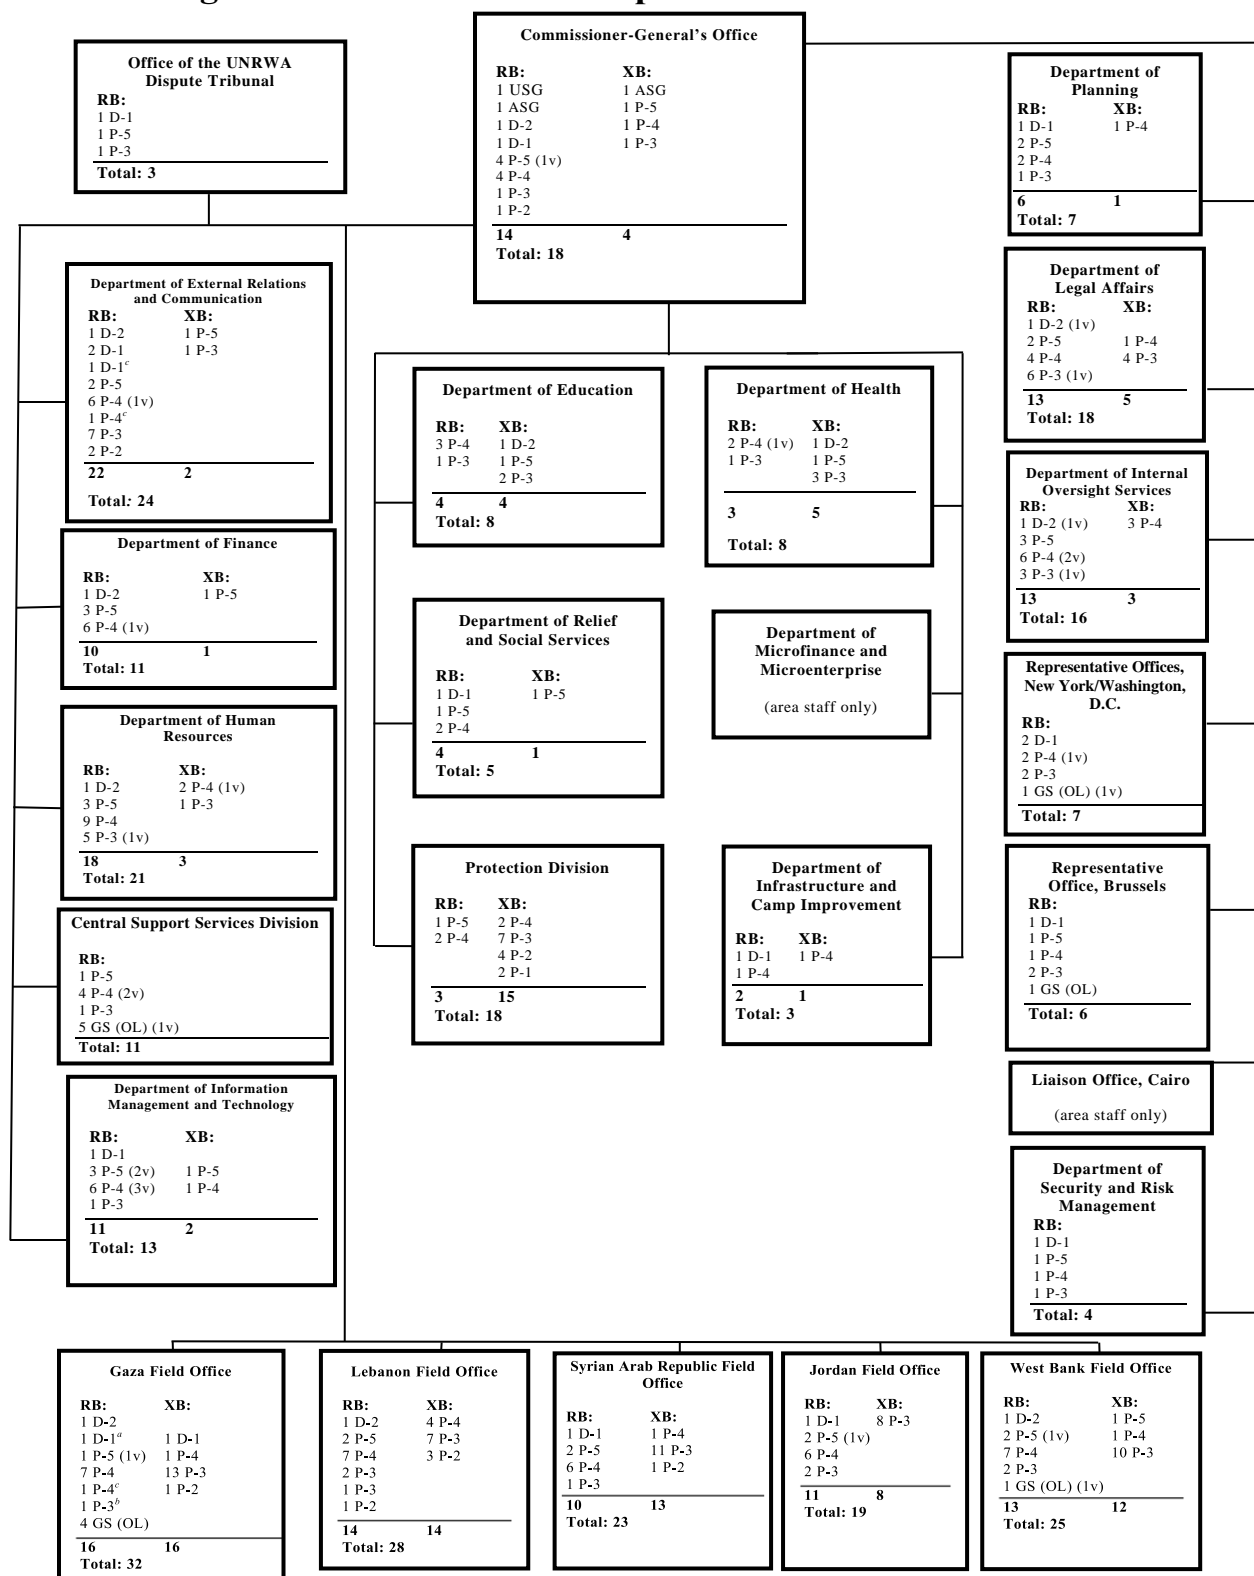 Commissioner-General's Office
RB: XB:
1 USG 1 ASG
1 ASG 1 P-5
1 D-2 1 P-4
1 D-1 1 P-3
4 P-5 (1v)
4 P-4
1 P-3
1 P-2
14 4
Total: 18
Office of the UNRWA
Dispute Tribunal
RB:
1 D-1
1 P-5
1 P-3
Total: 3
Department of
Planning
RB: XB:
1 D-1 1 P-4
2 P-5
2 P-4
1 P-3
6 1
Total: 7
Department of External Relations
and Communication
RB: XB:
1 D-2 1 P-5
2 D-1 1 P-3
1 D-1c
2 P-5
6 P-4 (1v)
1 P-4c
7 P-3
2 P-2
22 2
Total: 24
Department of Legal Affairs
RB: XB:
1 D-2 (1v)
2 P-5 1 P-4
4 P-4 4 P-3
6 P-3 (1v)
13 5
Total: 18
Department of Education
RB: XB:
3 P-4 1 D-2
1 P-3 1 P-5
2 P-3
4 4
Total: 8
Department of Health
RB: XB:
2 P-4 (1v) 1 D-2
1 P-3 1 P-5
3 P-3
3 5
Total: 8
Department of Internal
Oversight Services
RB: XB:
1 D-2 (1v) 3 P-4
3 P-5
6 P-4 (2v)
3 P-3 (1v)
13 3
Total: 16
Department of Finance
RB: XB:
1 D-2 1 P-5
3 P-5
6 P-4 (1v)
10 1
Total: 11
Department of Relief
and Social Services
RB: XB:
1 D-1 1 P-5
1 P-5
2 P-4
4 1
Total: 5
Department of
Microfinance and
Microenterprise
(area staff only)
Representative Offices,
New York/Washington,
D.C.
RB:
2 D-1
2 P-4 (1v)
2 P-3
1 GS (OL) (1v)
Total: 7
Department of Human
Resources
RB: XB:
1 D-2 2 P-4 (1v)
3 P-5 1 P-3
9 P-4
5 P-3 (1v)
18 3
Total: 21
Protection Division
RB: XB:
1 P-5 2 P-4
2 P-4 7 P-3
4 P-2
2 P-1
3 15
Total: 18
Department of
Infrastructure and
Camp Improvement
RB: XB:
1 D-1 1 P-4
1 P-4
2 1
Total: 3
Representative
Office, Brussels
RB:
1 D-1
1 P-5
1 P-4
2 P-3
1 GS (OL)
Total: 6
Central Support Services Division
RB:
1 P-5
4 P-4 (2v)
1 P-3
5 GS (OL) (1v)
Total: 11
Liaison Office, Cairo
(area staff only)
Department of Information
Management and Technology
RB: XB:
1 D-1
3 P-5 (2v) 1 P-5
6 P-4 (3v) 1 P-4
1 P-3
11 2
Total: 13
Department of
Security and Risk
Management
RB:
1 D-1
1 P-5
1 P-4
1 P-3
Total: 4
Gaza Field Office
RB: XB:
1 D-2
1 D-1a 1 D-1
1 P-5 (1v) 1 P-4
7 P-4 13 P-3
1 P-4c 1 P-2
1 P-3b
4 GS (OL)
16 16
Total: 32
Lebanon Field Office
RB: XB:
1 D-2 4 P-4
2 P-5 7 P-3
7 P-4 3 P-2
2 P-3
1 P-3
1 P-2
14 14
Total: 28
Syrian Arab Republic Field
Office
RB: XB:
1 D-1 1 P-4
2 P-5 11 P-3
6 P-4 1 P-2
1 P-3
10 13
Total: 23
Jordan Field Office
RB: XB:
1 D-1 8 P-3
2 P-5 (1v)
6 P-4
2 P-3
11 8
Total: 19
West Bank Field Office
RB: XB:
1 D-2 1 P-5
2 P-5 (1v) 1 P-4
7 P-4 10 P-3
2 P-3
1 GS (OL) (1v)
13 12
Total: 25